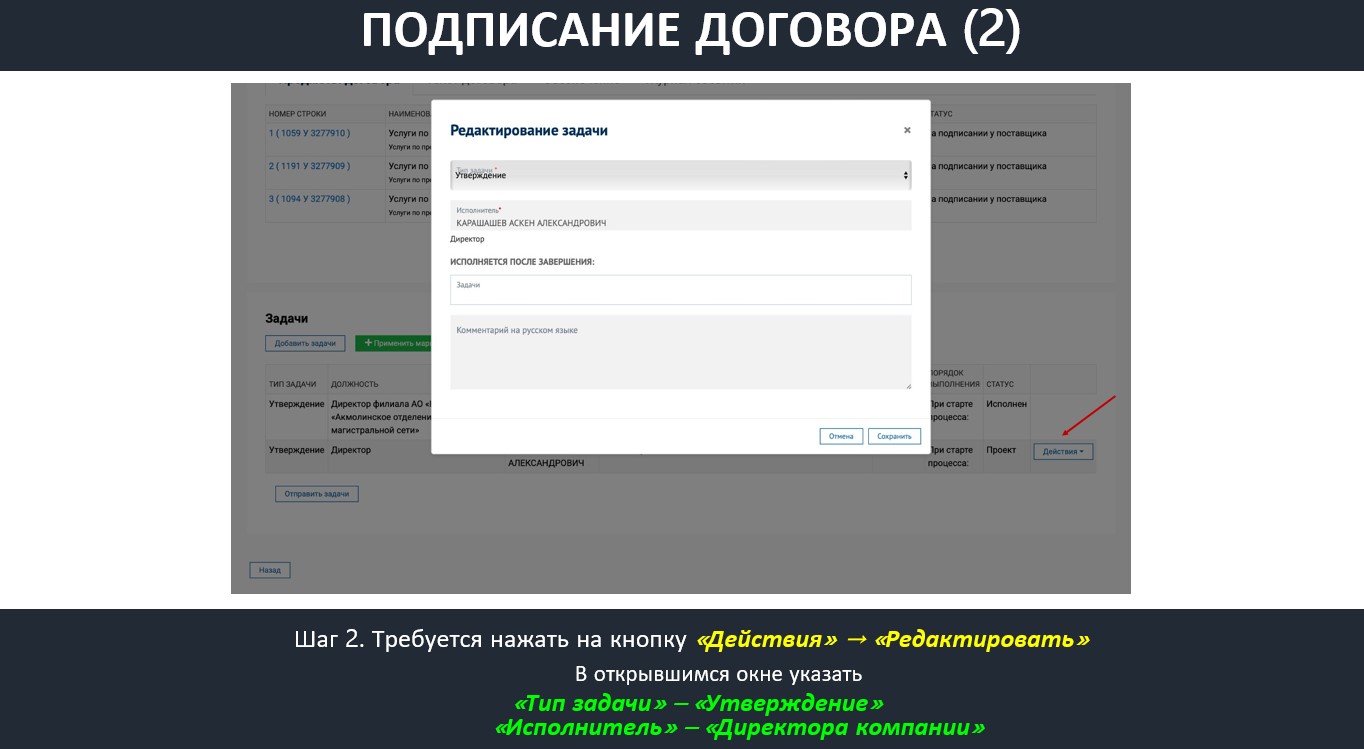 ПОДПИСАНИЕ ДОГОВОРА (2)
НОМЕР СТРОКИ
1 ( 1059 У 3277910 )
Услуги по
Услуги по
2 ( 1191 У 3277909 )
Услуги по
Услуги по
3 ( 1094 У 3277908 )
Услуги по
Услуги по
подписании у поставщика
подписании у поставщика
подписании у поставщика
Редактирование задачи
×
Тип задачи *
Утверждение
Исполнитель*
КАРАШАШЕВ АСКЕН АЛЕКСАНДРОВИЧ
Директор
ИСПОЛНЯЕТСЯ ПОСЛЕ ЗАВЕРШЕНИЯ:
Задачи
Комментарий на русском языке
Отмена Сохранить
Задачи
Добавить задачи + Применить
ТИП ЗАДАЧИ ДОЛЖНОСТЬ ВЫПОЛНЕНИЯ СТАТУС
Утверждение Директор филиала АО При старте Исполнен
«Акмолинское процесса:
магистральной сети»
Утверждение Директор При старте Проект Действия
АЛЕКСАНДРОВИЧ процесса:
Отправить задачи
Назад
Шаг 2. Требуется нажать на кнопку «Действия» → «Редактировать»
В открывшимся окне указать
«Тип задачи» – «Утверждение»
«Исполнитель» – «Директора компании»